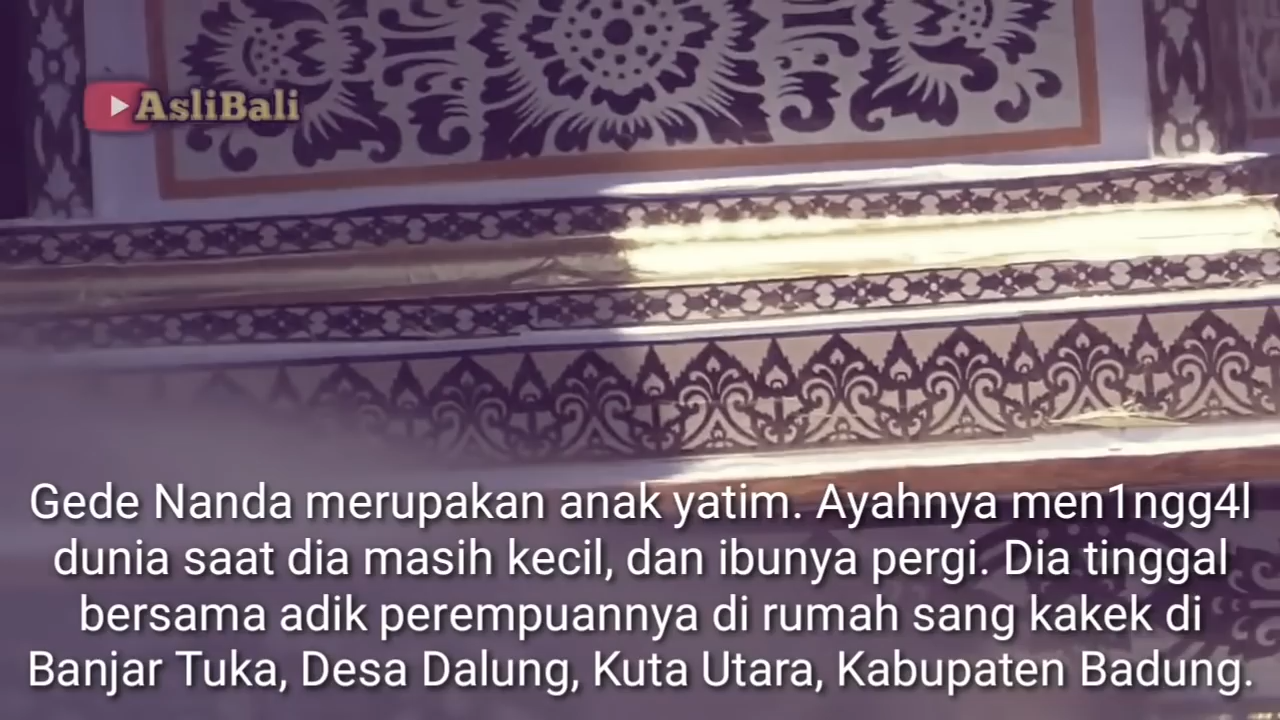 AsliBali
Gede Nanda merupakan anak yatim. Ayahnya men1ngg4l
dunia saat dia masih kecil, dan ibunya pergi. Dia tinggal
bersama adik perempuannya di rumah sang kakek di
Banjar Tuka, Desa Dalung, Kuta Utara, Kabupaten Badung.